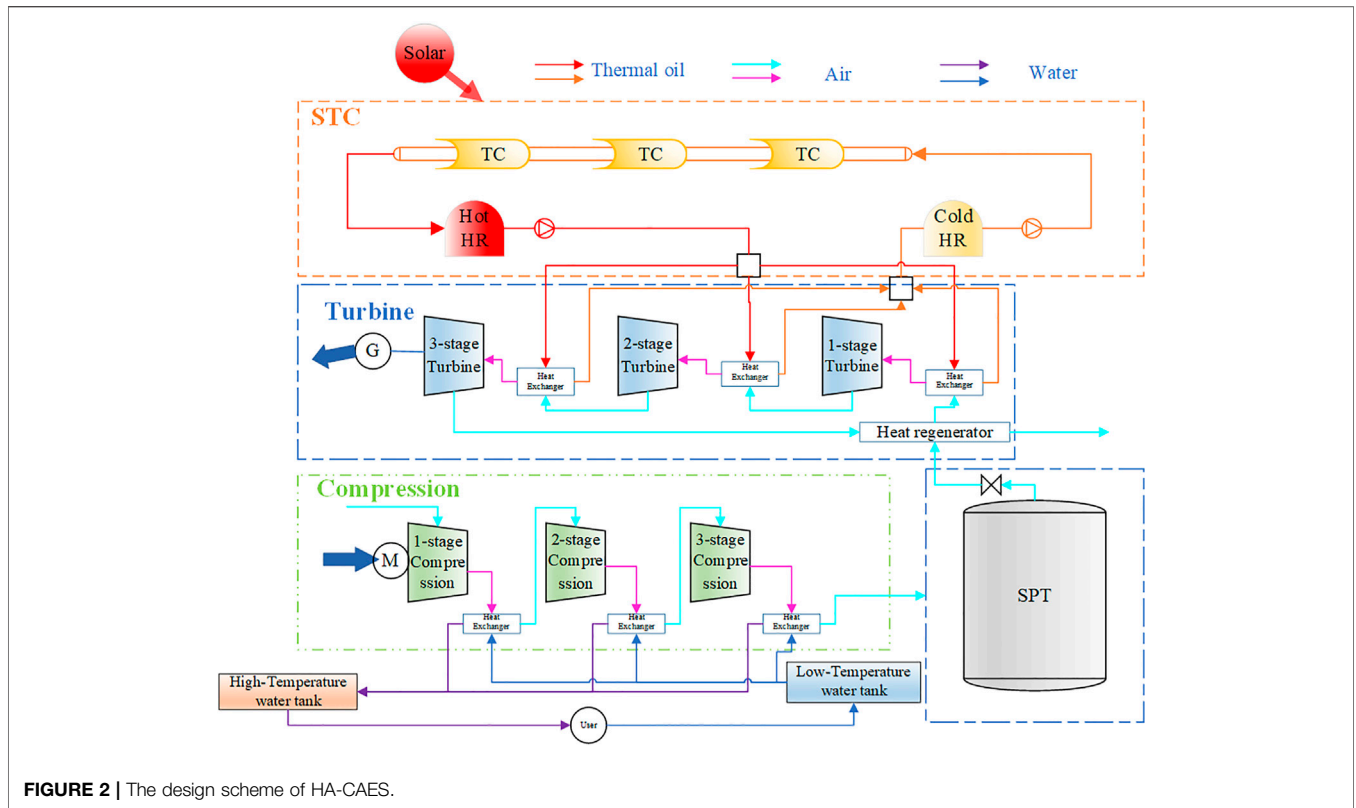 Solar
Thermal oil
Air
Water
STC
TC
TC
TC
Hot
HR
Cold
HR
Turbine
G
3-stage
Turbine
Heat
Exchanger
2-stage
Turbine
Heat
Exchanger
1-stage
Turbine
Heat
Exchanger
Heat regenerator
Compression
M
1-stage
Compre
ssion
2-stage
Compre
ssion
3-stage
Compre
ssion
Heat
Exchanger
Heat
Exchanger
Heat
Exchanger
SPT
High-Temperature
water tank
Low-Temperature
water tank
User
FIGURE 2 | The design scheme of HA-CAES.